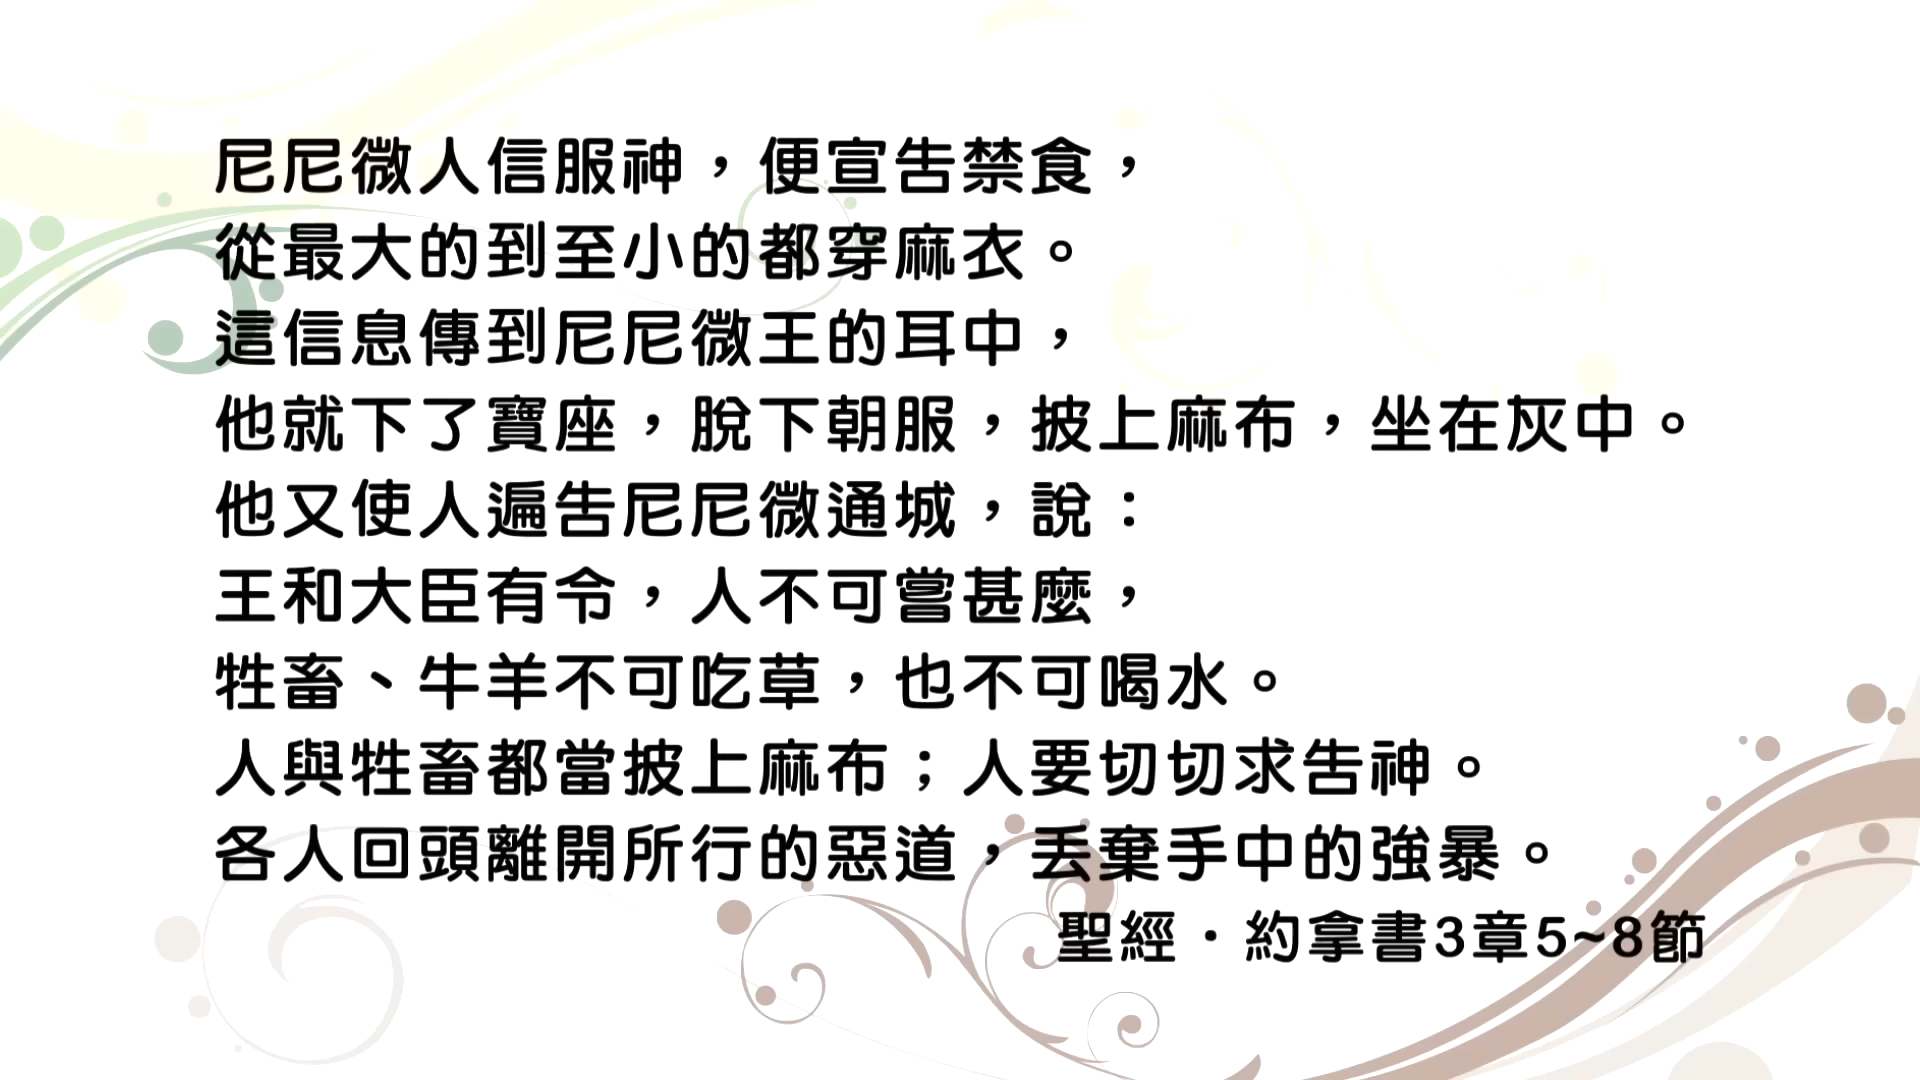 尼尼微人信服神，便宣告禁食，
從最大的到至小的都穿麻衣。
這信息傳到尼尼微王的耳中，
他就下了寶座，脫下朝服，披上麻布，坐在灰中。
他又使人遍告尼尼微通城，說：
王和大臣有令，人不可嘗甚麼，
牲畜、牛羊不可吃草，也不可喝水。
人與牲畜都當披上麻布；人要切切求告神。
各人回頭離開所行的惡道，丟棄手中的強暴。
聖經．約拿書3章5~8節